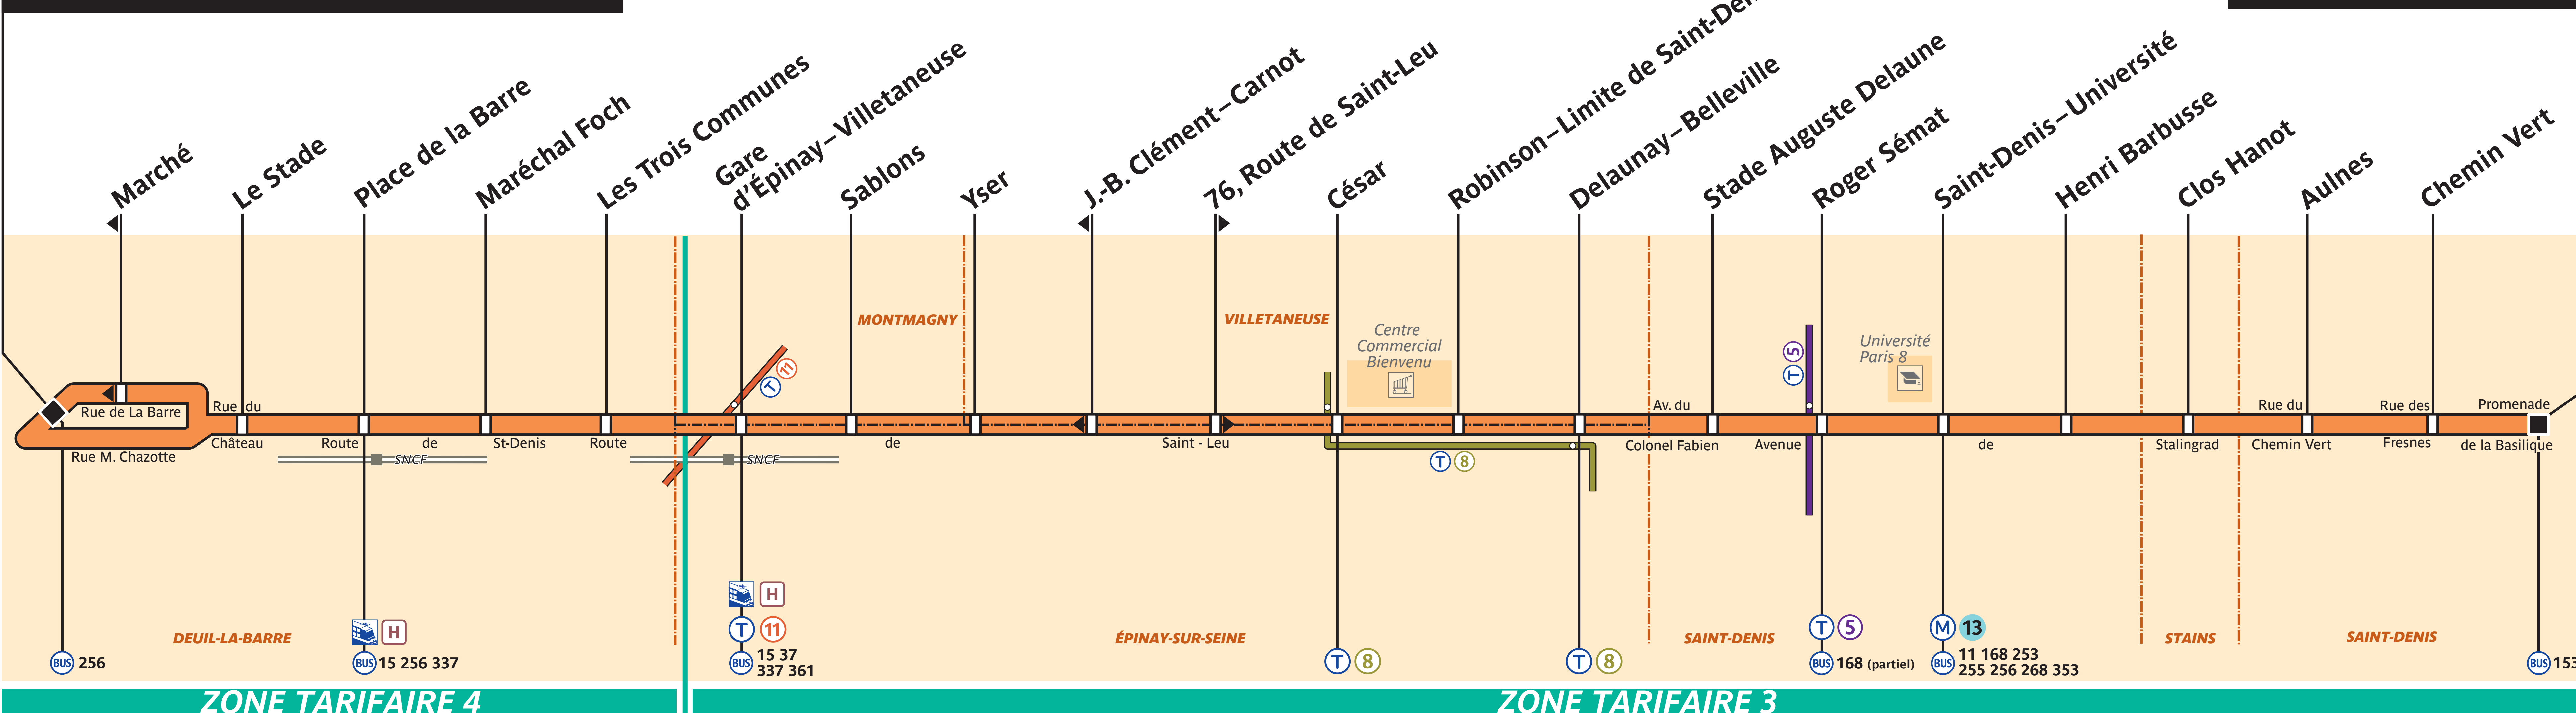 Marché
Le Stade
Place de la Barre
Maréchal Foch
Les Trois Communes
Gare
d'Épinay–Villetaneuse
Sablons
Yser
J.-B. Clément–Carnot
76, Route de Saint-Leu
César
Robinson–Limite de Saint-Den
Delaunay–Belleville
Stade Auguste Delaune
Roger Sémat
Saint-Denis–Université
Henri Barbusse
Clos Hanot
Aulnes
Chemin Vert
MONTMAGNY
VILLETANEUSE
Centre
Commercial
Bienvenu
Université
Paris 8
T 11
T 5
Rue de La Barre
Rue M. Chazotte
Rue du
Château
Route de St-Denis
Route de Saint - Leu
Av. du
Colonel Fabien
Avenue de Stalingrad
Rue du
Chemin Vert
Rue des
Fresnes
Promenade
de la Basilique
SNCF
SNCF
T 8
DEUIL-LA-BARRE
ÉPINAY-SUR-SEINE
SAINT-DENIS
STAINS
SAINT-DENIS
BUS 256
H
BUS 15 256 337
H
T 11
BUS 15 37
337 361
T 8
T 8
T 5
BUS 168 (partiel)
M 13
BUS 11 168 253
255 256 268 353
BUS 153
ZONE TARIFAIRE 4
ZONE TARIFAIRE 3